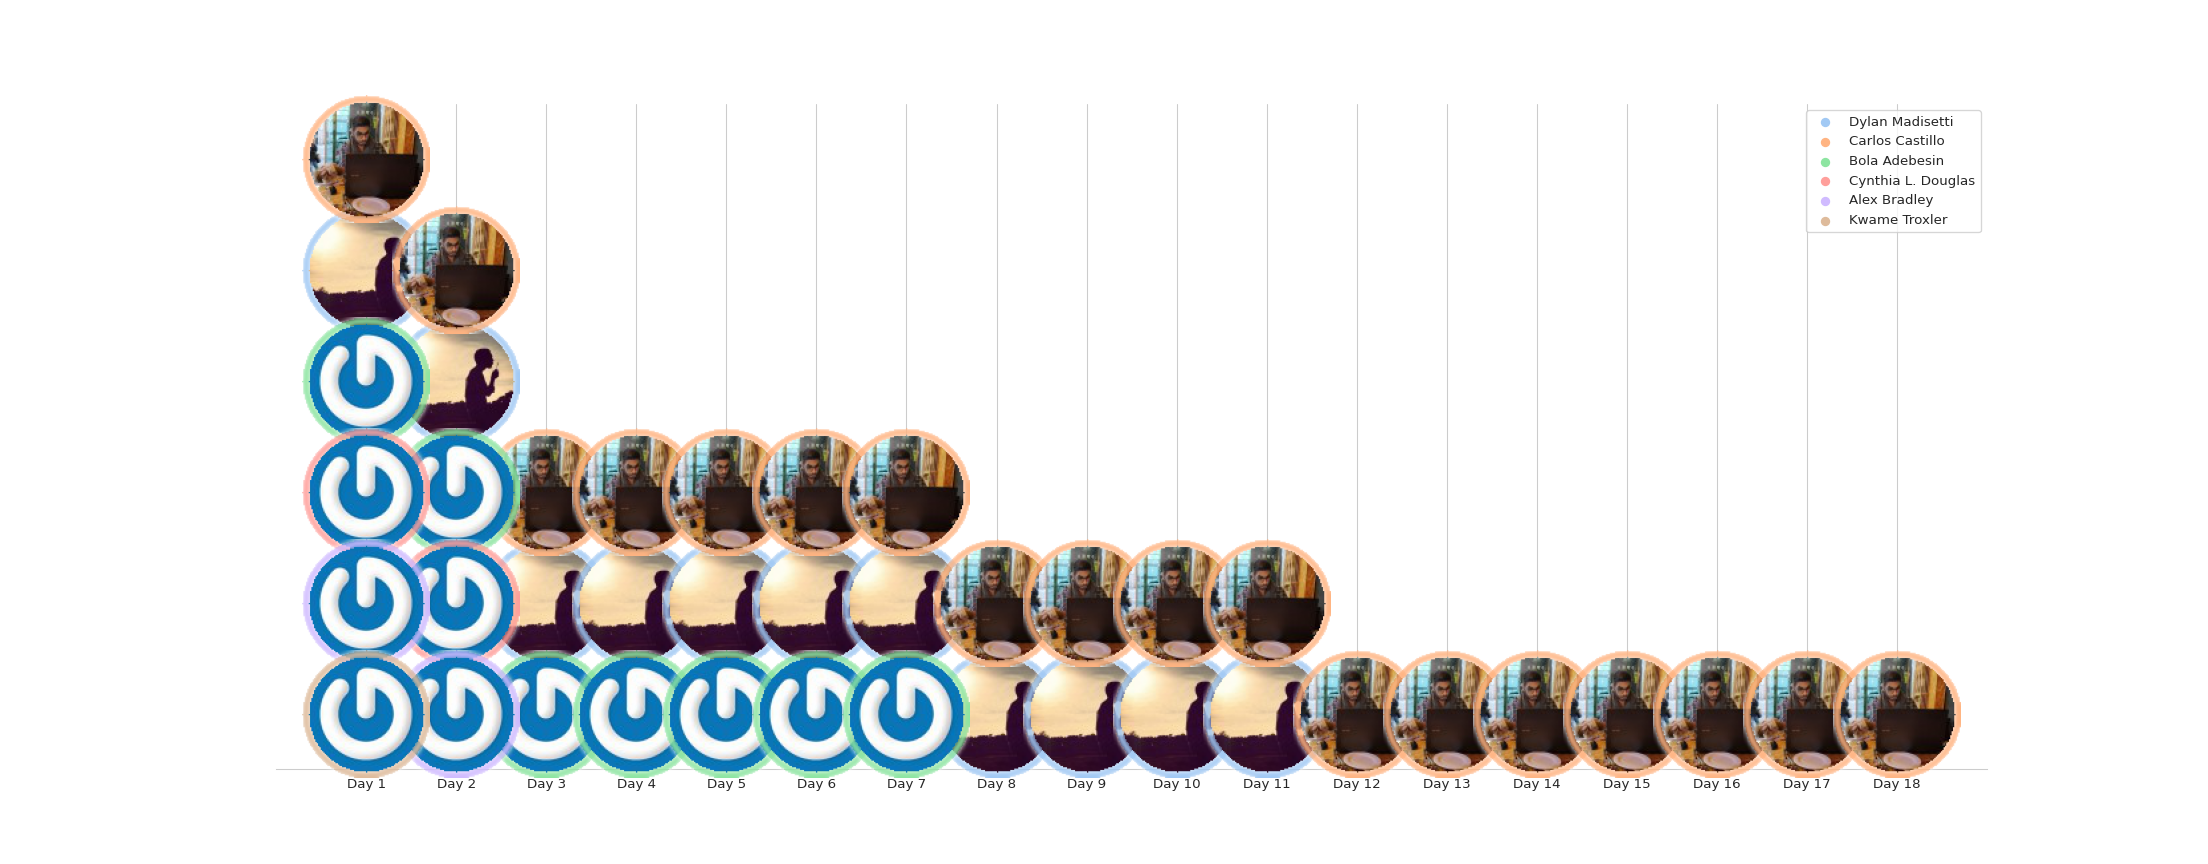 Dylan Madisetti
Carlos Castillo
Bola Adebesin
Cynthia L. Douglas
Alex Bradley
Kwame Troxler
Day 1 Day 2 Day 3 Day 4 Day 5 Day 6 Day 7 Day 8 Day 9 Day 10 Day 11 Day 12 Day 13 Day 14 Day 15 Day 16 Day 17 Day 18